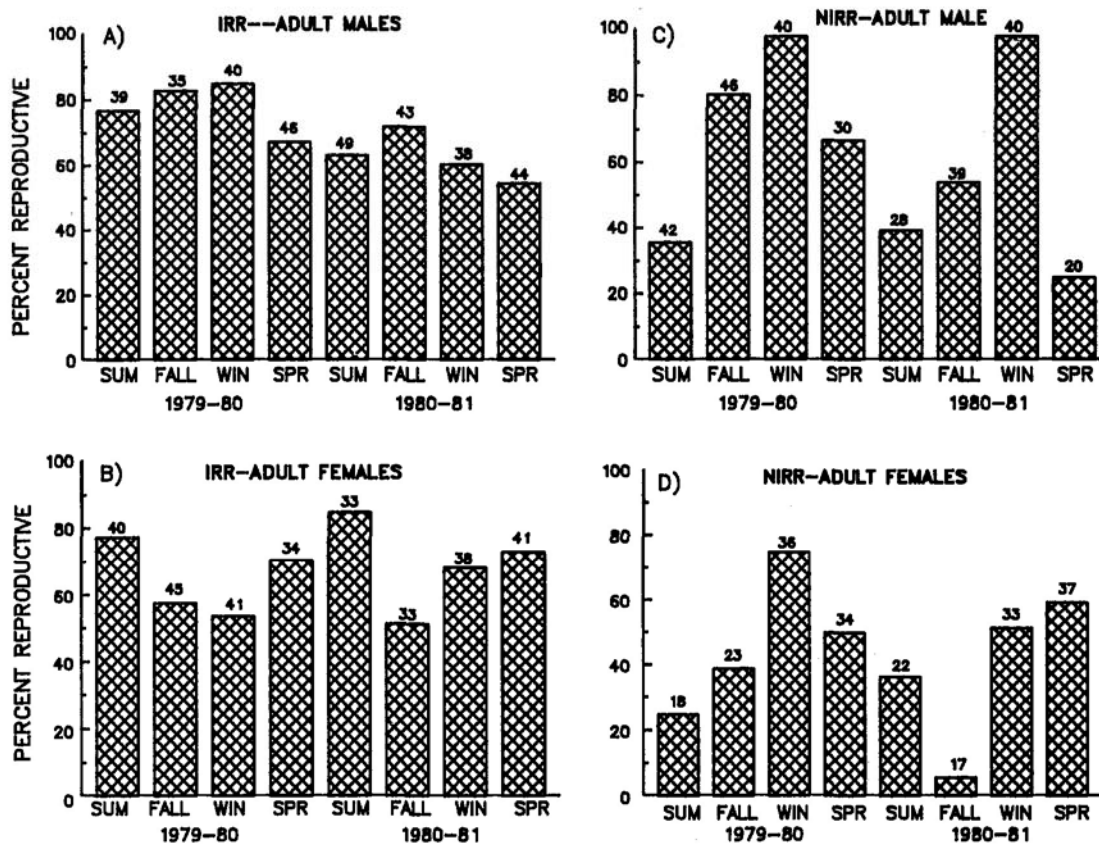 A) IRR--ADULT MALES
PERCENT REPRODUCTIVE
100
80
60
40
20
0
39 35 40 46 49 43 38 44
SUM FALL WIN SPR SUM FALL WIN SPR
1979-80 1980-81
C) NIRR-ADULT MALE
100
80
60
40
20
0
42 46 40 30 28 39 40 20
SUM FALL WIN SPR SUM FALL WIN SPR
1979-80 1980-81
B) IRR-ADULT FEMALES
PERCENT REPRODUCTIVE
100
80
60
40
20
0
40 45 41 34 33 33 38 41
SUM FALL WIN SPR SUM FALL WIN SPR
1979-80 1980-81
D) NIRR-ADULT FEMALES
100
80
60
40
20
0
18 23 36 34 22 17 33 37
SUM FALL WIN SPR SUM FALL WIN SPR
1979-80 1980-81